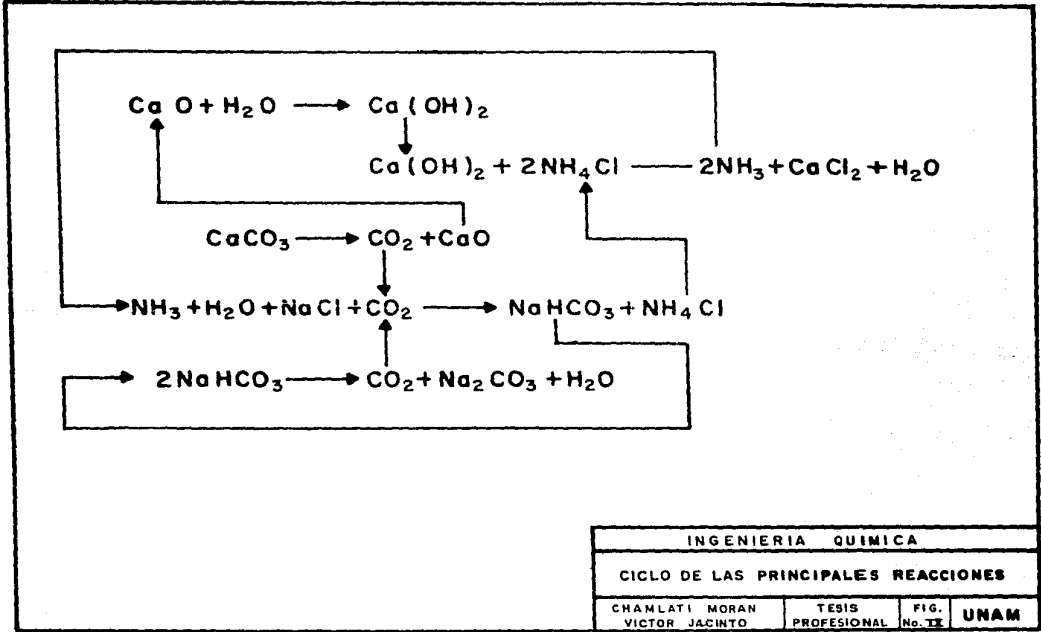 Ca O + H₂O ⟶ Ca(OH)₂
Ca(OH)₂ + 2NH₄Cl — 2NH₃ + CaCl₂ + H₂O
CaCO₃ ⟶ CO₂ + CaO
NH₃ + H₂O + NaCl + CO₂ ⟶ NaHCO₃ + NH₄Cl
2NaHCO₃ ⟶ CO₂ + Na₂CO₃ + H₂O
INGENIERIA QUIMICA
CICLO DE LAS PRINCIPALES REACCIONES
CHAMLATI MORAN
VICTOR JACINTO
TESIS
PROFESIONAL
FIG.
No. IX
UNAM